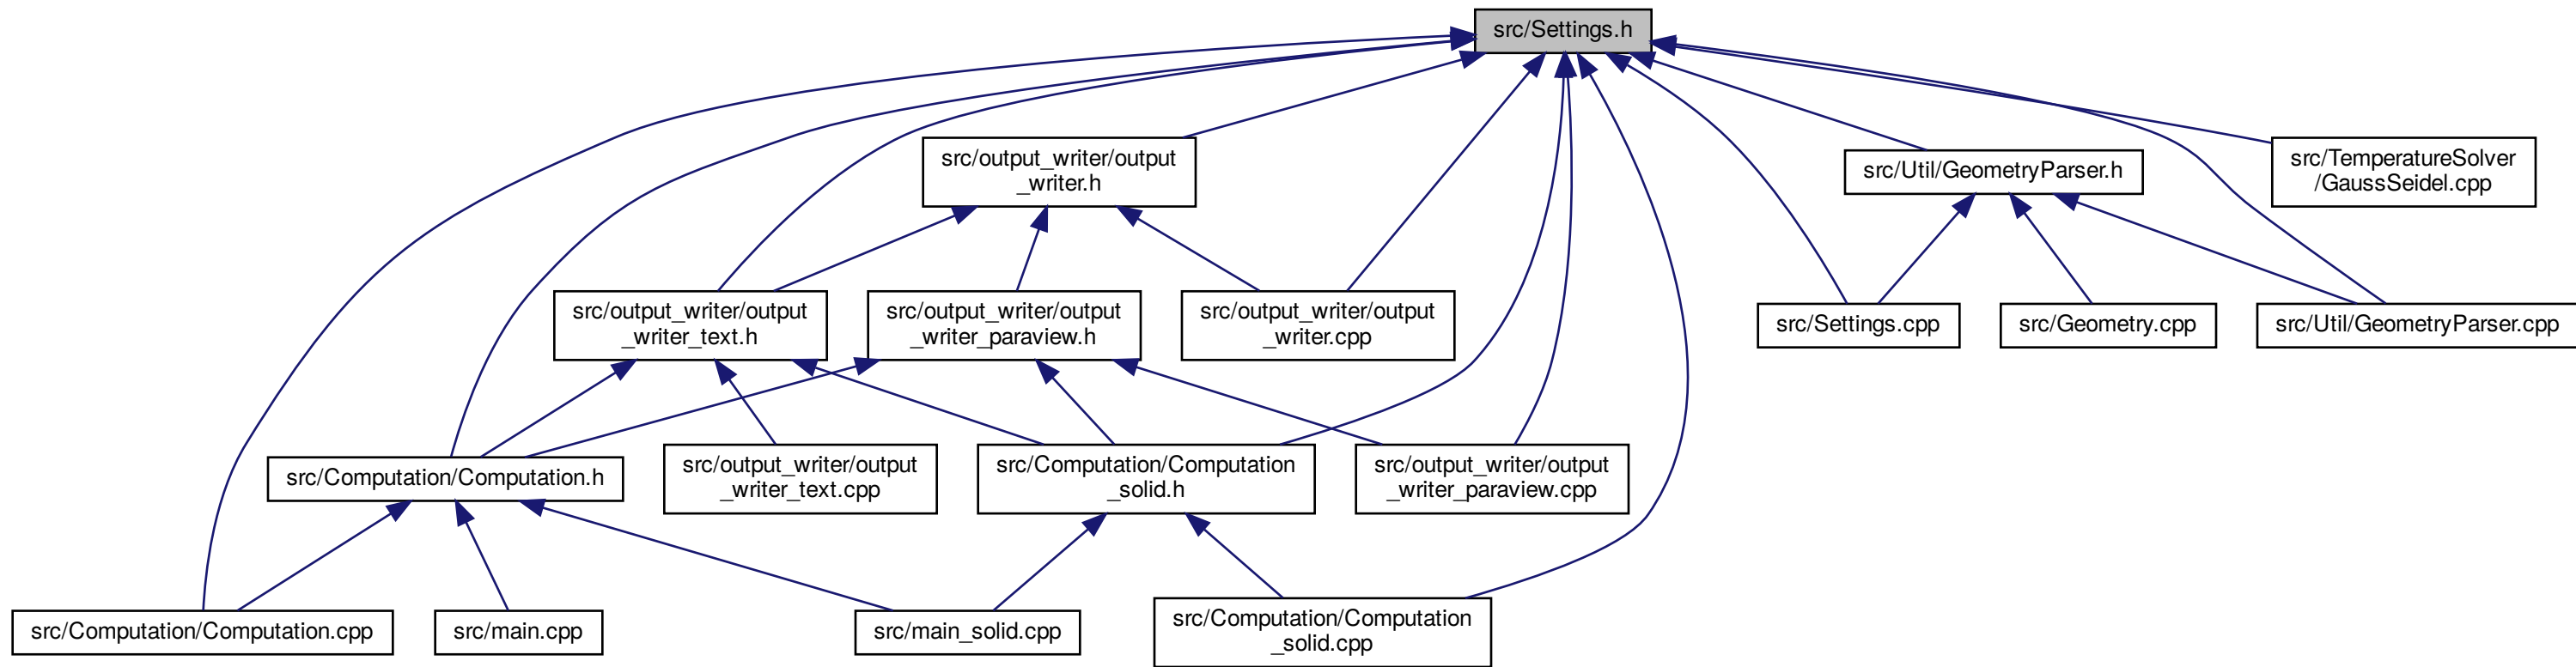 src/Settings.h
src/output_writer/output
_writer.h
src/Util/GeometryParser.h
src/TemperatureSolver
/GaussSeidel.cpp
src/output_writer/output
_writer_text.h
src/output_writer/output
_writer_paraview.h
src/output_writer/output
_writer.cpp
src/Settings.cpp
src/Geometry.cpp
src/Util/GeometryParser.cpp
src/Computation/Computation.h
src/output_writer/output
_writer_text.cpp
src/Computation/Computation
_solid.h
src/output_writer/output
_writer_paraview.cpp
src/Computation/Computation.cpp
src/main.cpp
src/main_solid.cpp
src/Computation/Computation
_solid.cpp